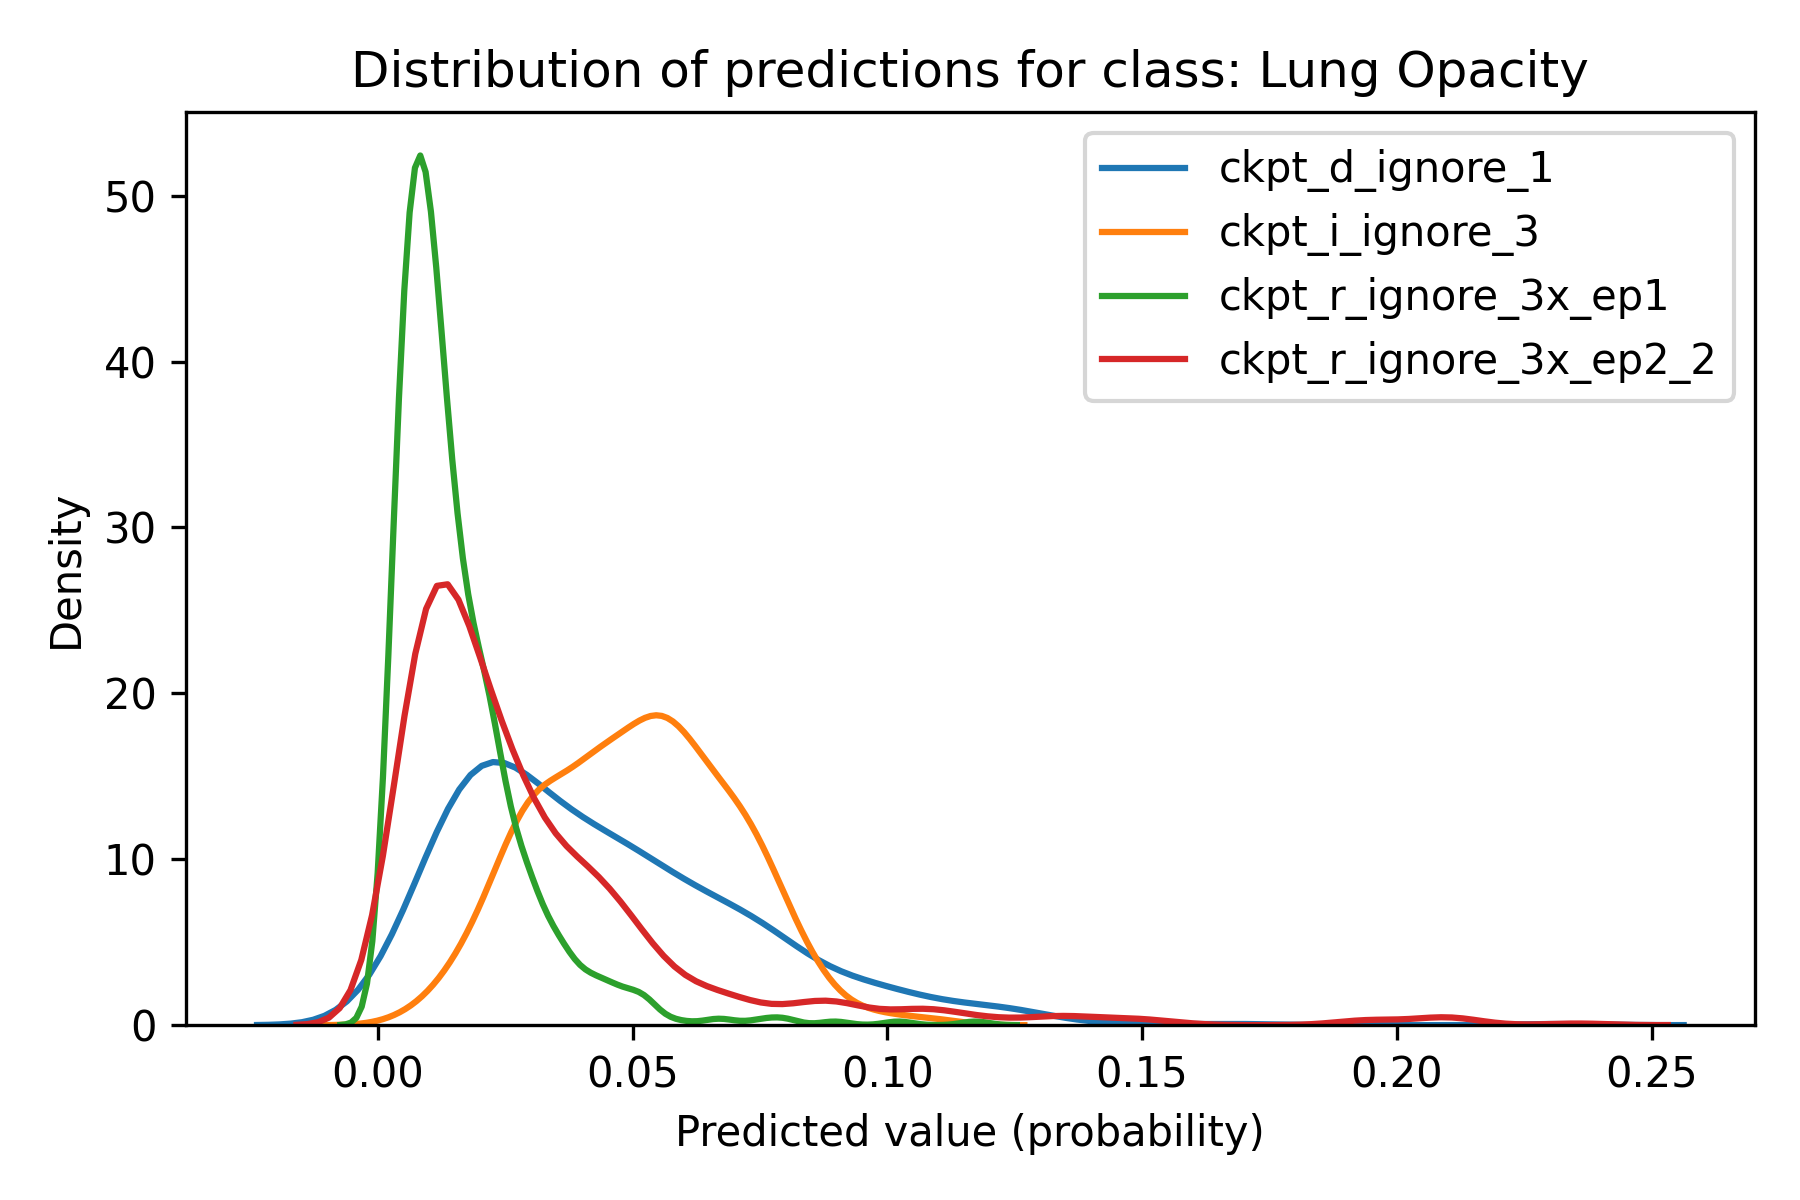 Distribution of predictions for class: Lung Opacity
ckpt_d_ignore_1
ckpt_i_ignore_3
ckpt_r_ignore_3x_ep1
ckpt_r_ignore_3x_ep2_2
Density
50
40
30
20
10
0
0.00 0.05 0.10 0.15 0.20 0.25
Predicted value (probability)